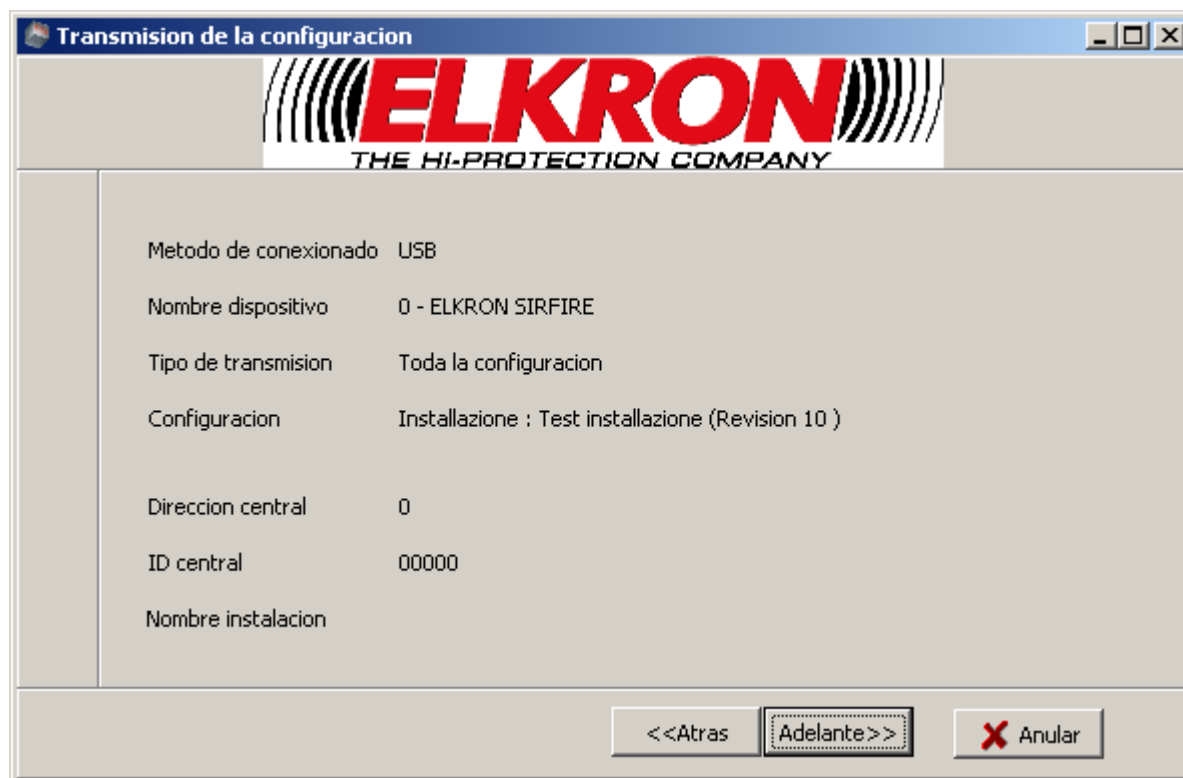 Transmision de la configuracion
ELKRON
THE HI-PROTECTION COMPANY
Metodo de conexionado USB
Nombre dispositivo 0 - ELKRON SIRFIRE
Tipo de transmision Toda la configuracion
Configuracion Installazione : Test installazione (Revision 10 )
Direccion central 0
ID central 00000
Nombre instalacion
<<Atras Adelante>> Anular